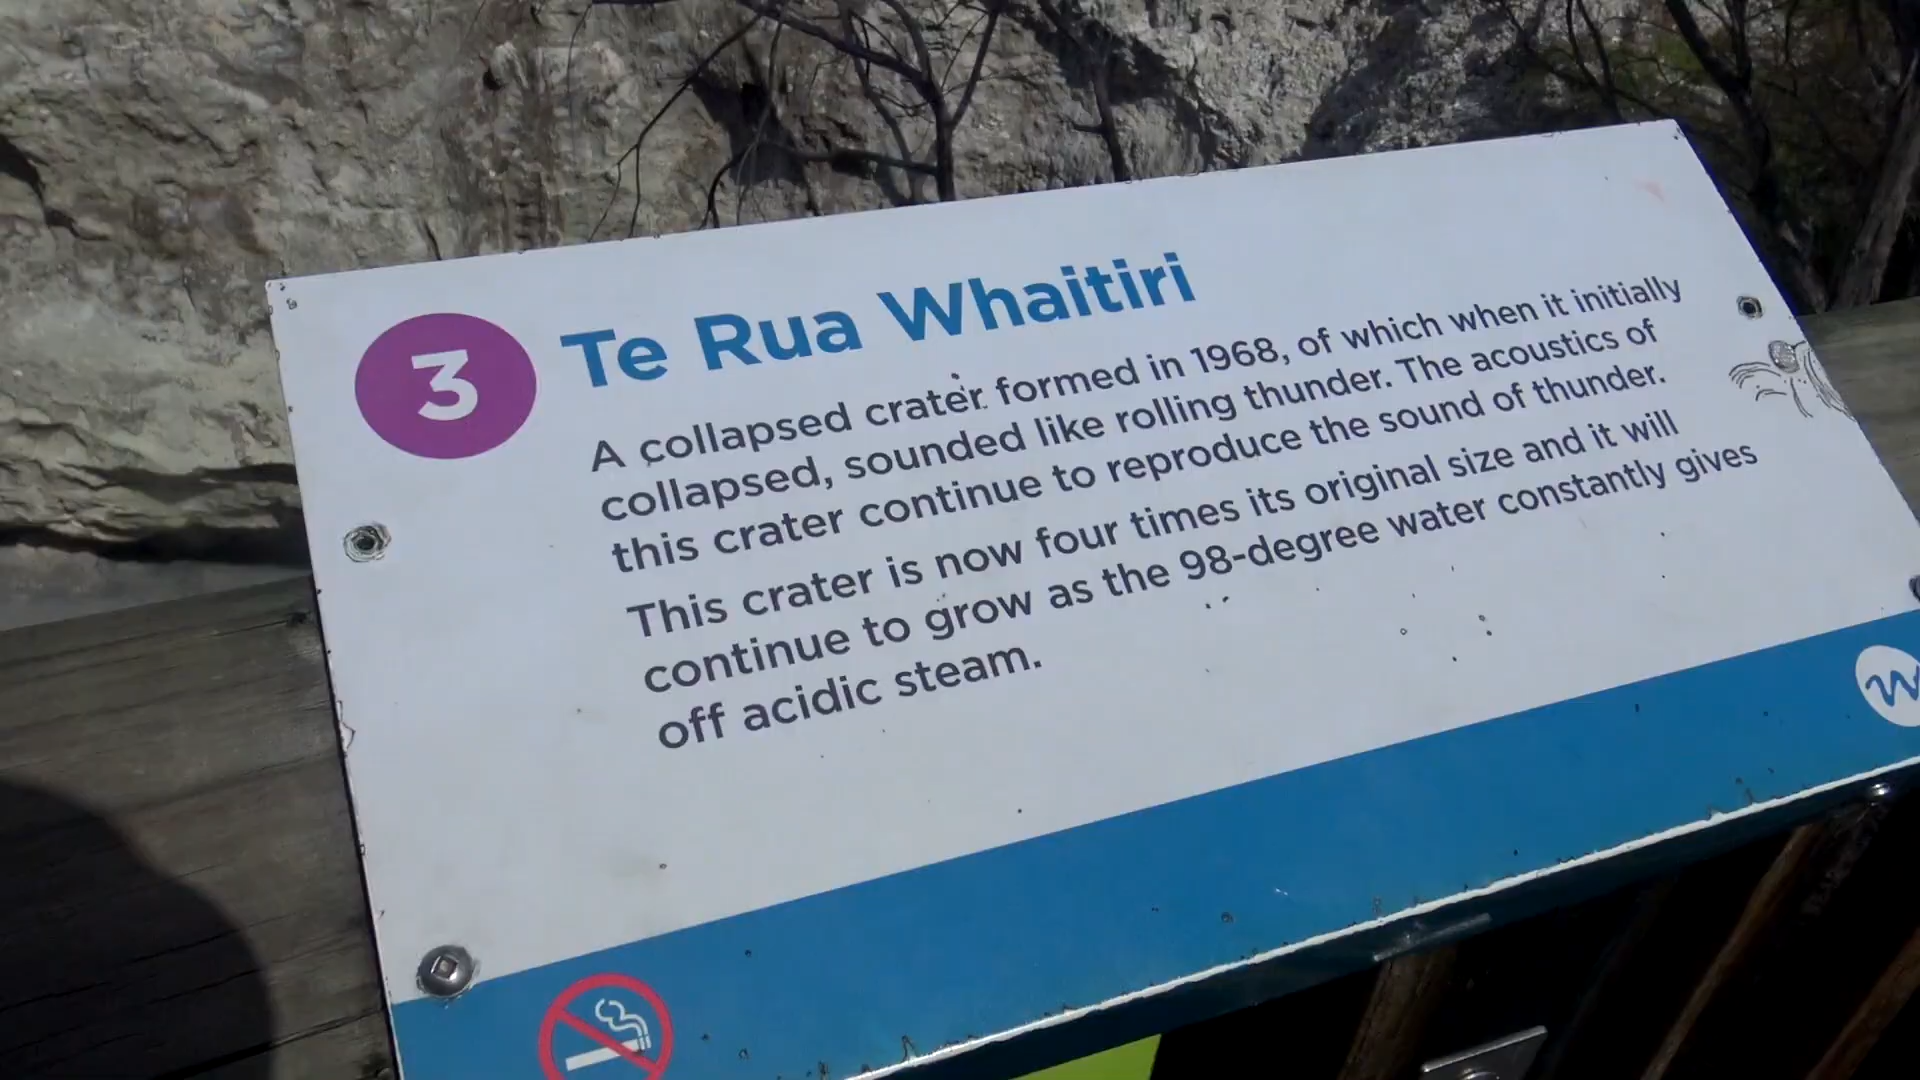 3
Te Rua Whaitiri
A collapsed crater formed in 1968, of which when it initially
collapsed, sounded like rolling thunder. The acoustics of
this crater continue to reproduce the sound of thunder.
This crater is now four times its original size and it will
continue to grow as the 98-degree water constantly gives
off acidic steam.
W